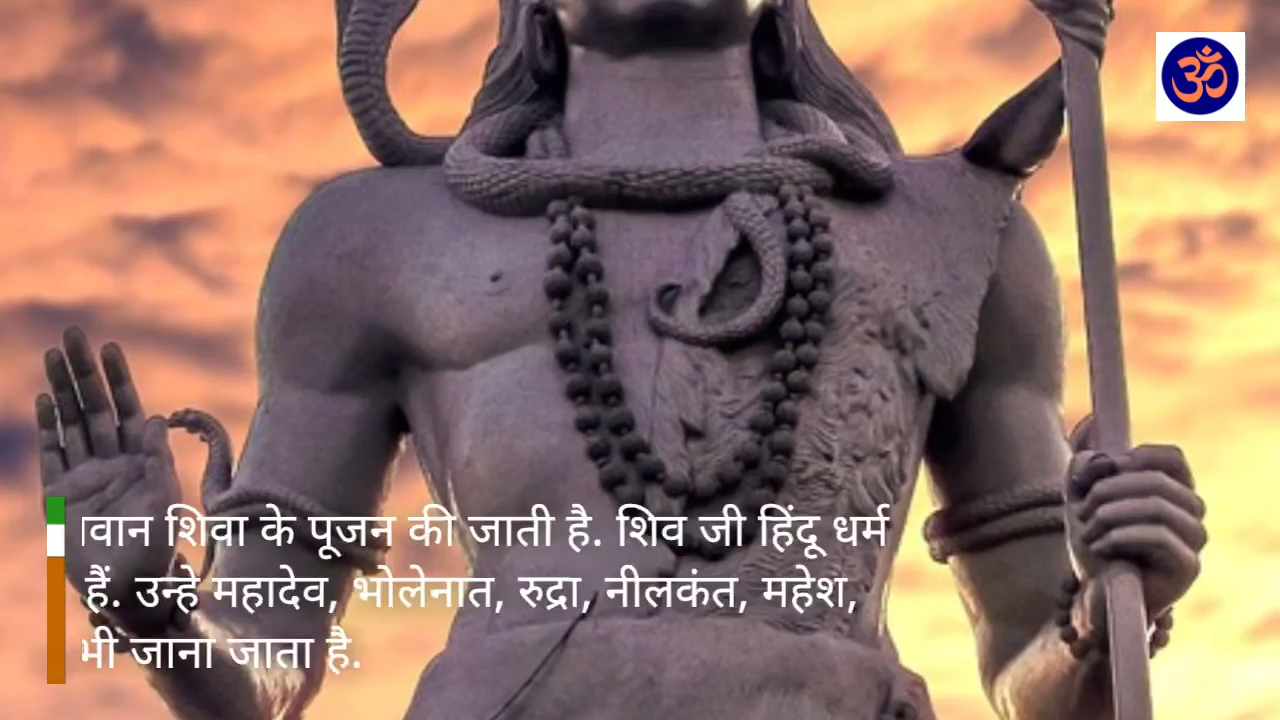 ॐ
वान शिवा के पूजन की जाती है. शिव जी हिंदू धर्म
हैं. उन्हे महादेव, भोलेनात, रुद्रा, नीलकंत, महेश,
भी जाना जाता है.